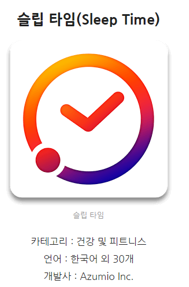 슬립 타임(Sleep Time)
슬립 타임
카테고리 : 건강 및 피트니스
언어 : 한국어 외 30개
개발사 : Azumio Inc.